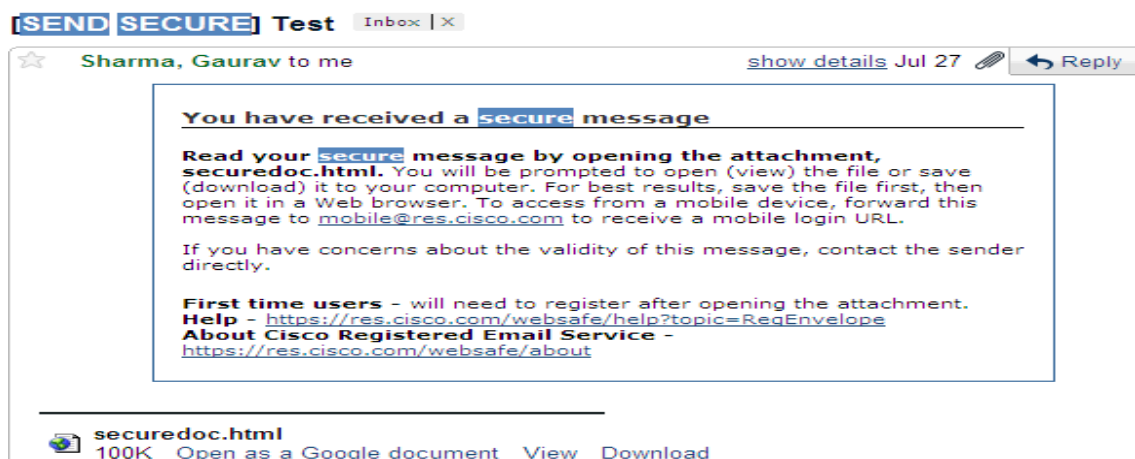 [SEND SECURE] Test Inbox | X
Sharma, Gaurav to me show details Jul 27 Reply
You have received a secure message
Read your secure message by opening the attachment,
securedoc.html. You will be prompted to open (view) the file or save
(download) it to your computer. For best results, save the file first, then
open it in a Web browser. To access from a mobile device, forward this
message to mobile@res.cisco.com to receive a mobile login URL.
If you have concerns about the validity of this message, contact the sender
directly.
First time users - will need to register after opening the attachment.
Help - https://res.cisco.com/websafe/help?topic=RegEnvelope
About Cisco Registered Email Service -
https://res.cisco.com/websafe/about
securedoc.html
100K Open as a Google document View Download